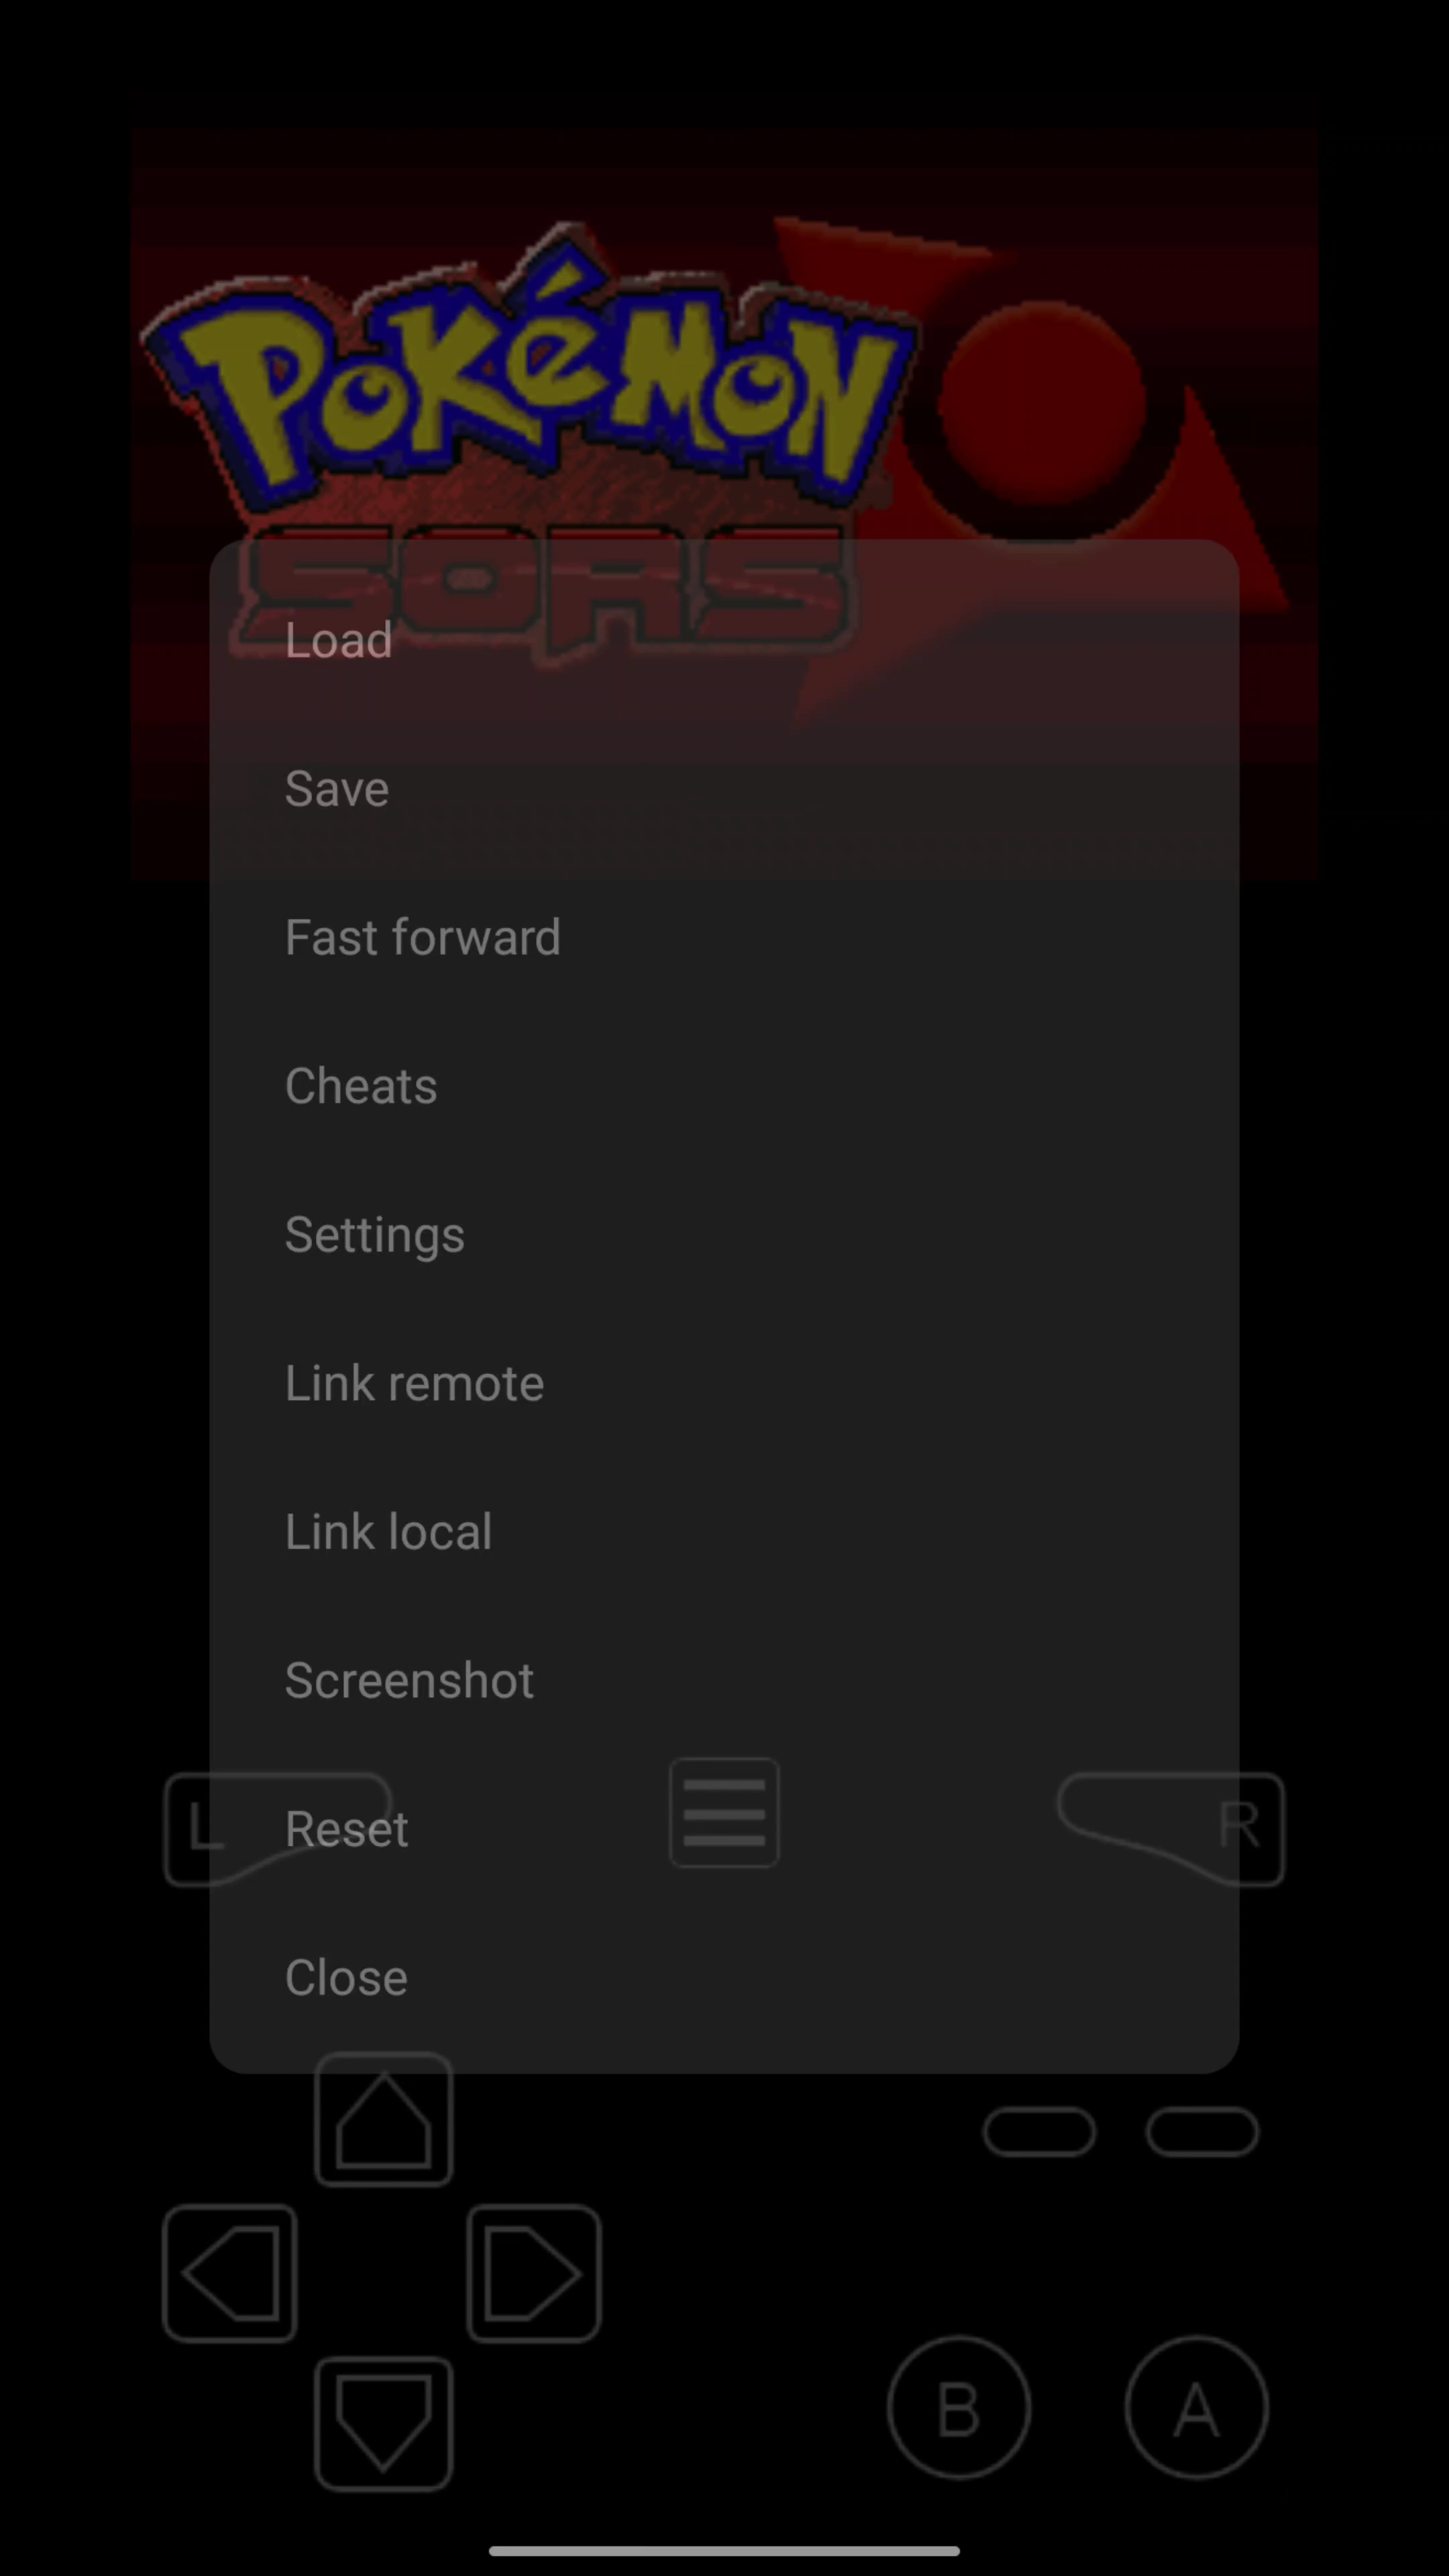 POKéMON
SORS
Load
Save
Fast forward
Cheats
Settings
Link remote
Link local
Screenshot
L
R
Reset
Close
B
A